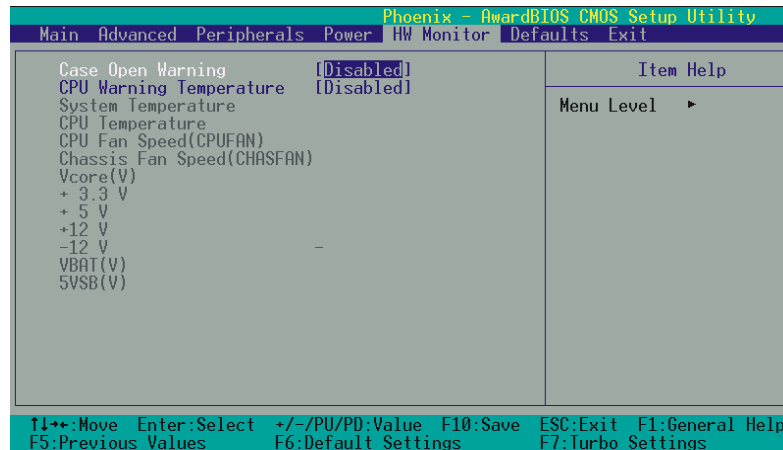 Phoenix - AwardBIOS CMOS Setup Utility
Main Advanced Peripherals Power HW Monitor Defaults Exit
Case Open Warning [Disabled]
CPU Warning Temperature [Disabled]
System Temperature
CPU Temperature
CPU Fan Speed(CPUFAN)
Chassis Fan Speed(CHASFAN)
Vcore(V)
+ 3.3 V
+ 5 V
+12 V
-12 V -
VBAT(V)
5VSB(V)
Item Help
Menu Level ►
↑↓→←:Move Enter:Select +/-/PU/PD:Value F10:Save ESC:Exit F1:General Help
F5:Previous Values F6:Default Settings F7:Turbo Settings